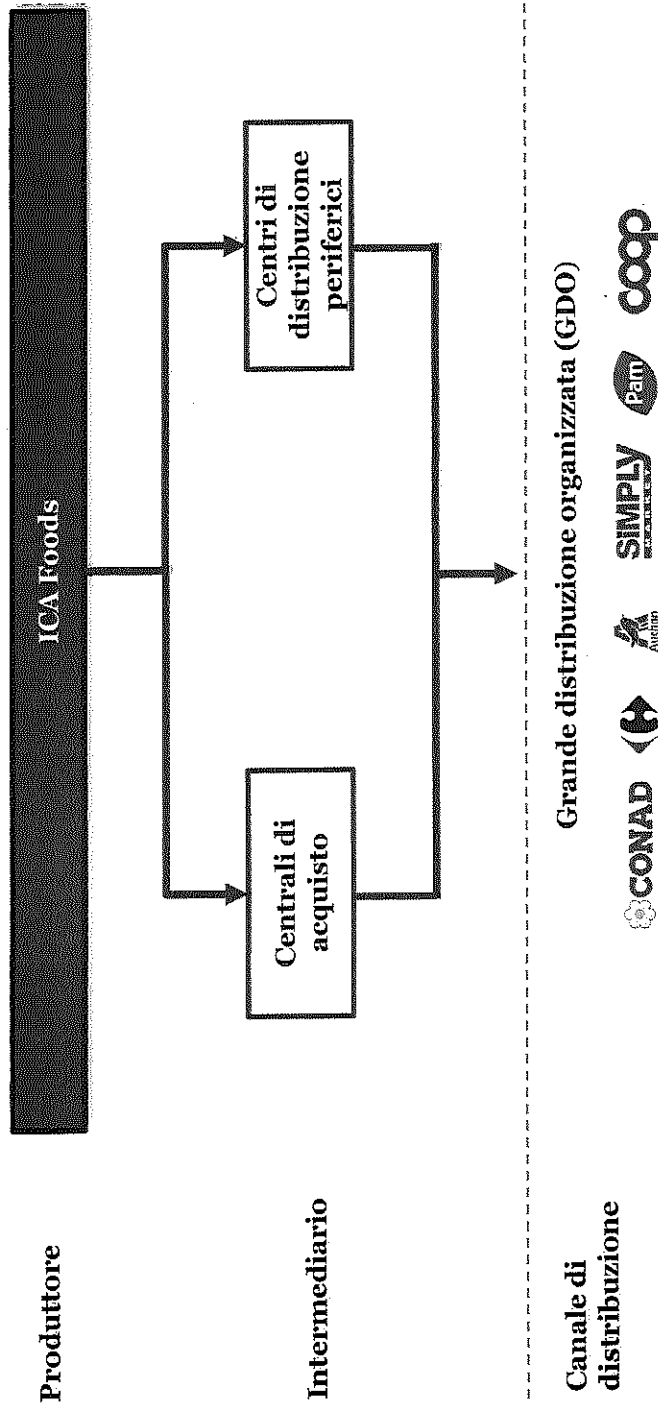 Produttore
ICA Foods
Intermediario
Centrali di
acquisto
Centri di
distribuzione
periferici
Canale di
distribuzione
Grande distribuzione organizzata (GDO)
CONAD
Auchan
SIMPLY
MARKET
Pam
coop